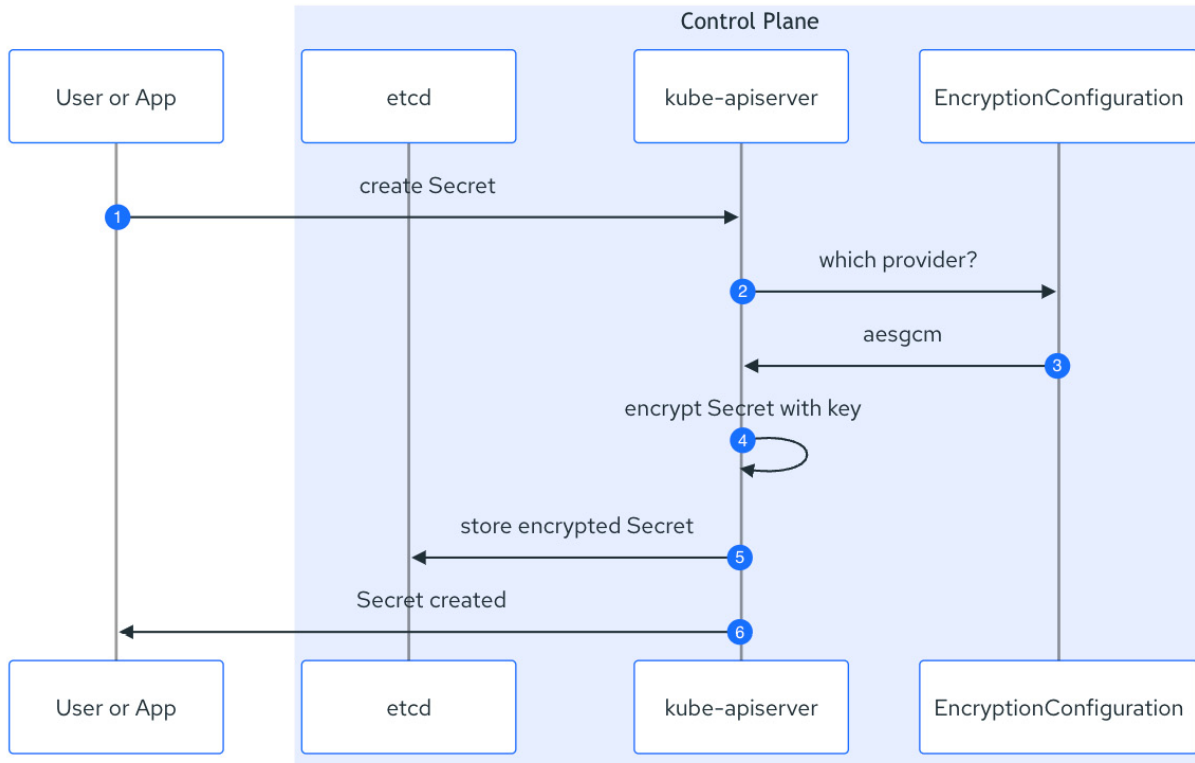 Control Plane
User or App
etcd
kube-apiserver
EncryptionConfiguration
create Secret
1
which provider?
2
aesgcm
3
encrypt Secret with key
4
store encrypted Secret
5
Secret created
6
User or App
etcd
kube-apiserver
EncryptionConfiguration